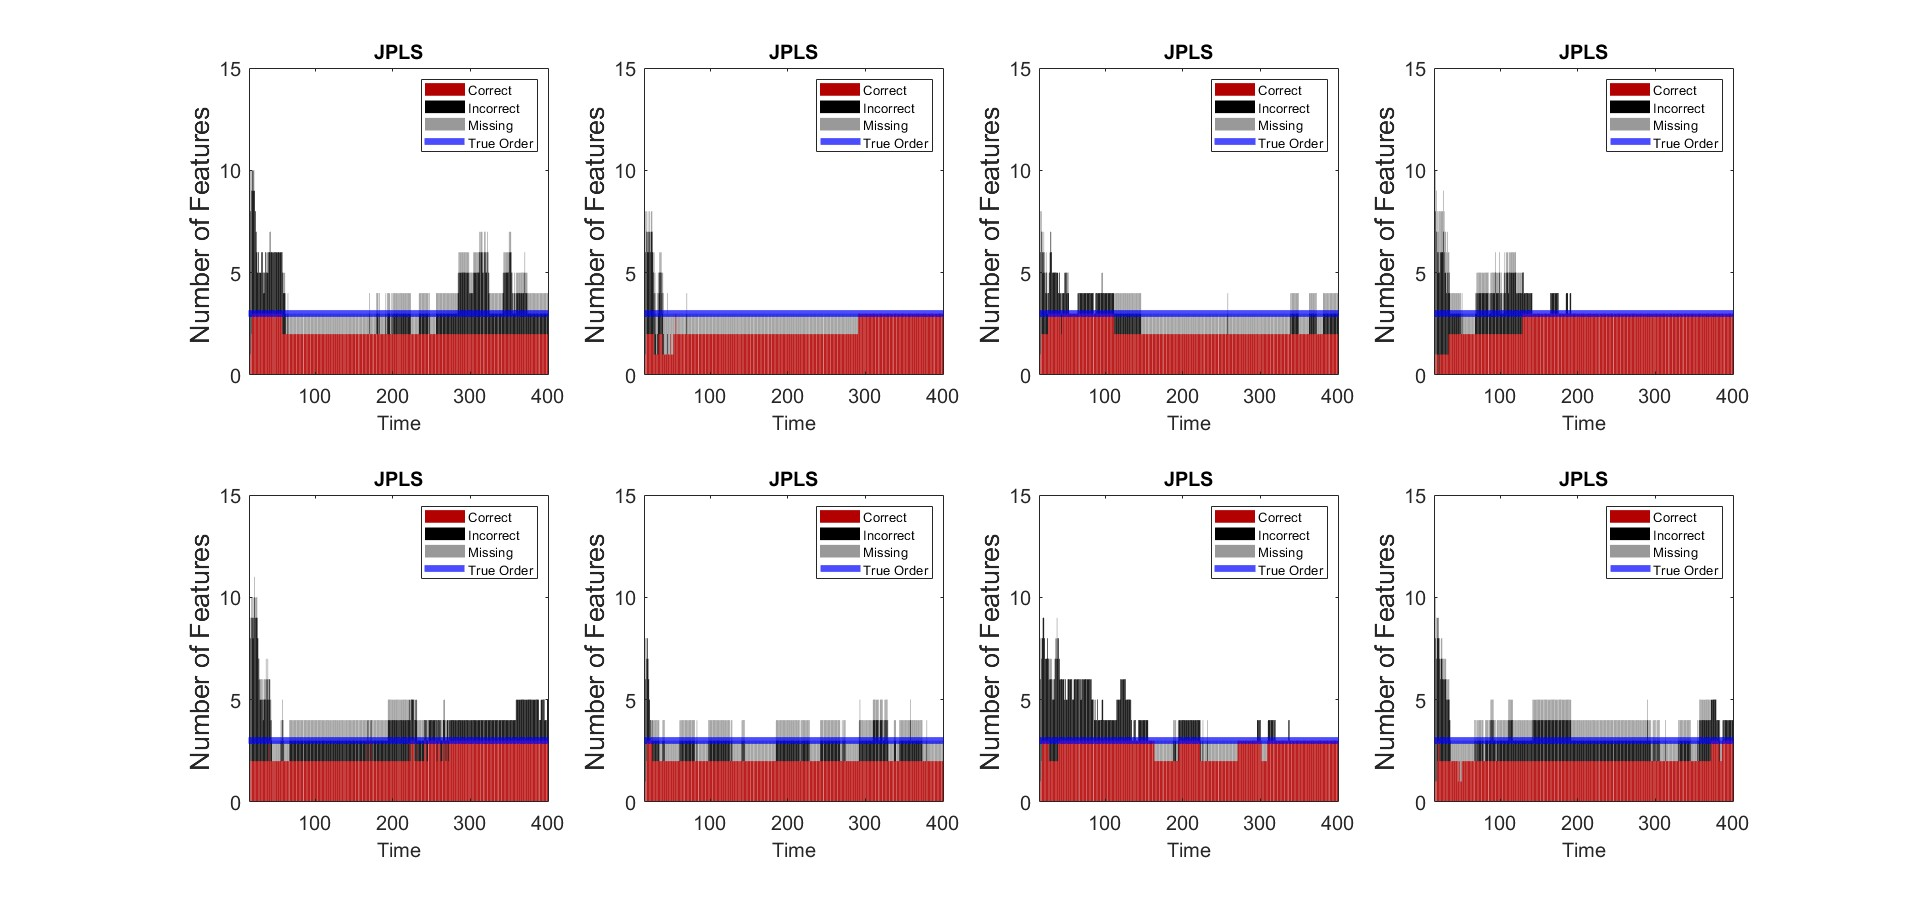 JPLS
15
10
5
0
Number of Features
Correct
Incorrect
Missing
True Order
100 200 300 400
Time
JPLS
15
10
5
0
Number of Features
Correct
Incorrect
Missing
True Order
100 200 300 400
Time
JPLS
15
10
5
0
Number of Features
Correct
Incorrect
Missing
True Order
100 200 300 400
Time
JPLS
15
10
5
0
Number of Features
Correct
Incorrect
Missing
True Order
100 200 300 400
Time
JPLS
15
10
5
0
Number of Features
Correct
Incorrect
Missing
True Order
100 200 300 400
Time
JPLS
15
10
5
0
Number of Features
Correct
Incorrect
Missing
True Order
100 200 300 400
Time
JPLS
15
10
5
0
Number of Features
Correct
Incorrect
Missing
True Order
100 200 300 400
Time
JPLS
15
10
5
0
Number of Features
Correct
Incorrect
Missing
True Order
100 200 300 400
Time